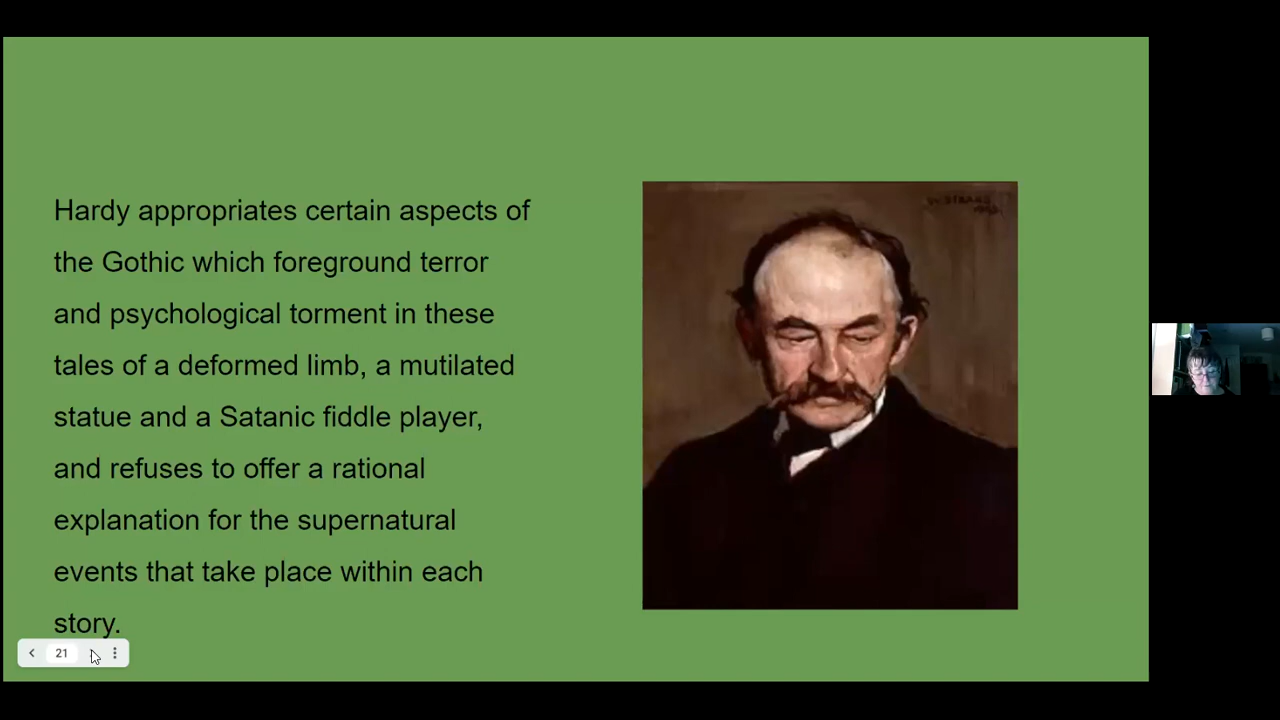 Hardy appropriates certain aspects of
the Gothic which foreground terror
and psychological torment in these
tales of a deformed limb, a mutilated
statue and a Satanic fiddle player,
and refuses to offer a rational
explanation for the supernatural
events that take place within each
story.
21